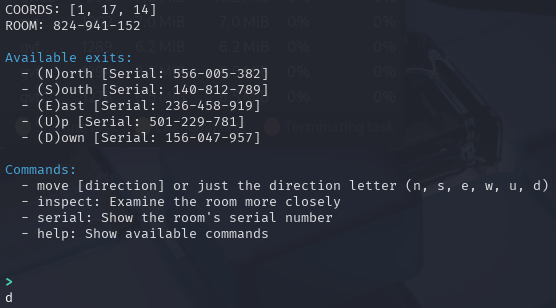 COORDS: [1, 17, 14]
ROOM: 824-941-152
Available exits:
- (N)orth [Serial: 556-005-382]
- (S)outh [Serial: 140-812-789]
- (E)ast [Serial: 236-458-919]
- (U)p [Serial: 501-229-781]
- (D)own [Serial: 156-047-957]
Commands:
- move [direction] or just the direction letter (n, s, e, w, u, d)
- inspect: Examine the room more closely
- serial: Show the room's serial number
- help: Show available commands
>
d